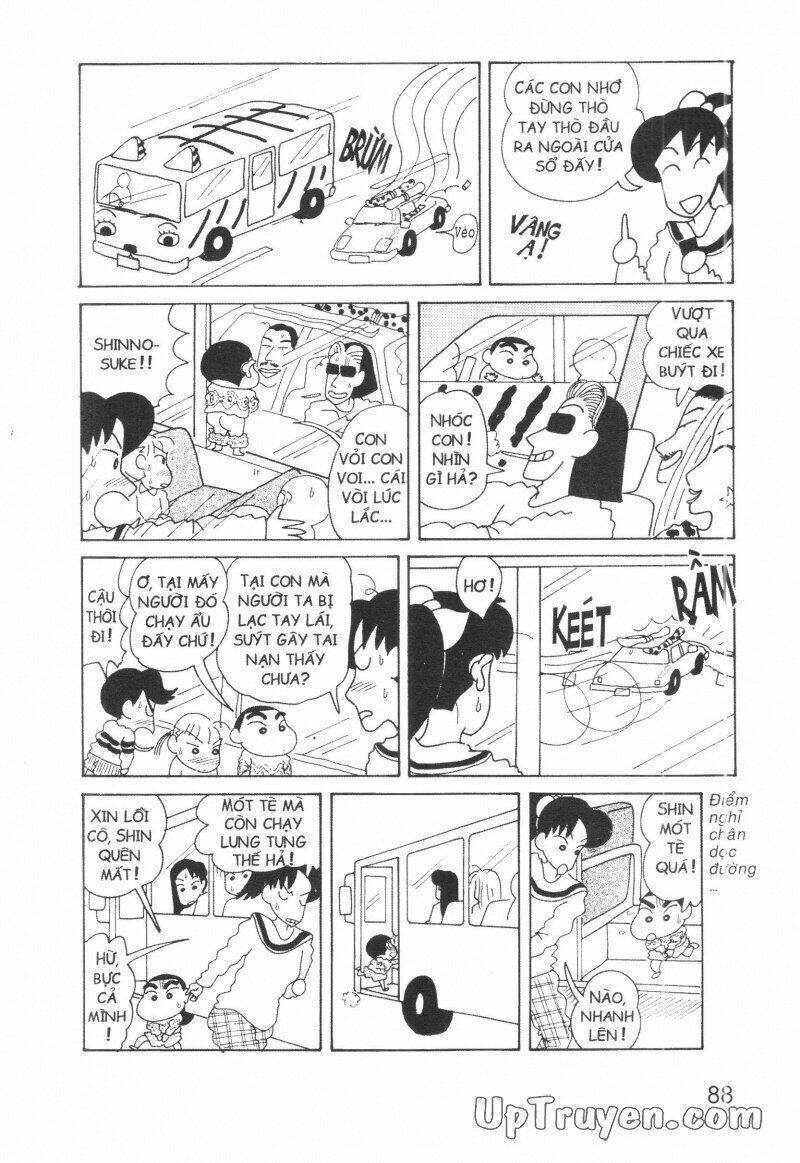 CÁC CON NHỚ
ĐỪNG THÒ
TAY THÒ ĐẦU
RA NGOÀI CỬA
SỔ ĐẤY!
VÂNG
Ạ!
BRỪM
Véo
VƯỢT
QUA
CHIẾC XE
BUÝT ĐI!
NHÓC
CON!
NHÌN
GÌ HẢ?
CON
VỎI CON
VOI... CÁI
VÒI LÚC
LẮC...
SHINNO-
SUKE!!
KEÉT
RẦM
HƠ!
TẠI CON MÀ
NGƯỜI TA BỊ
LẠC TAY LÁI,
SUÝT GÂY TAI
NẠN THẤY
CHƯA?
Ơ, TẠI MẤY
NGƯỜI ĐÓ
CHẠY ẨU
ĐẤY CHỨ!
CẬU
THÔI
ĐI!
Điểm
nghỉ
chân
dọc
đường
...
SHIN
MÓT
TÈ
QUÁ!
NÀO,
NHANH
LÊN!
MÓT TÈ MÀ
CÒN CHẠY
LUNG TUNG
THẾ HẢ!
XIN LỖI
CÔ, SHIN
QUÊN
MẤT!
HỪ,
BỰC
CẢ
MÌNH!
88
UpTruyen.com